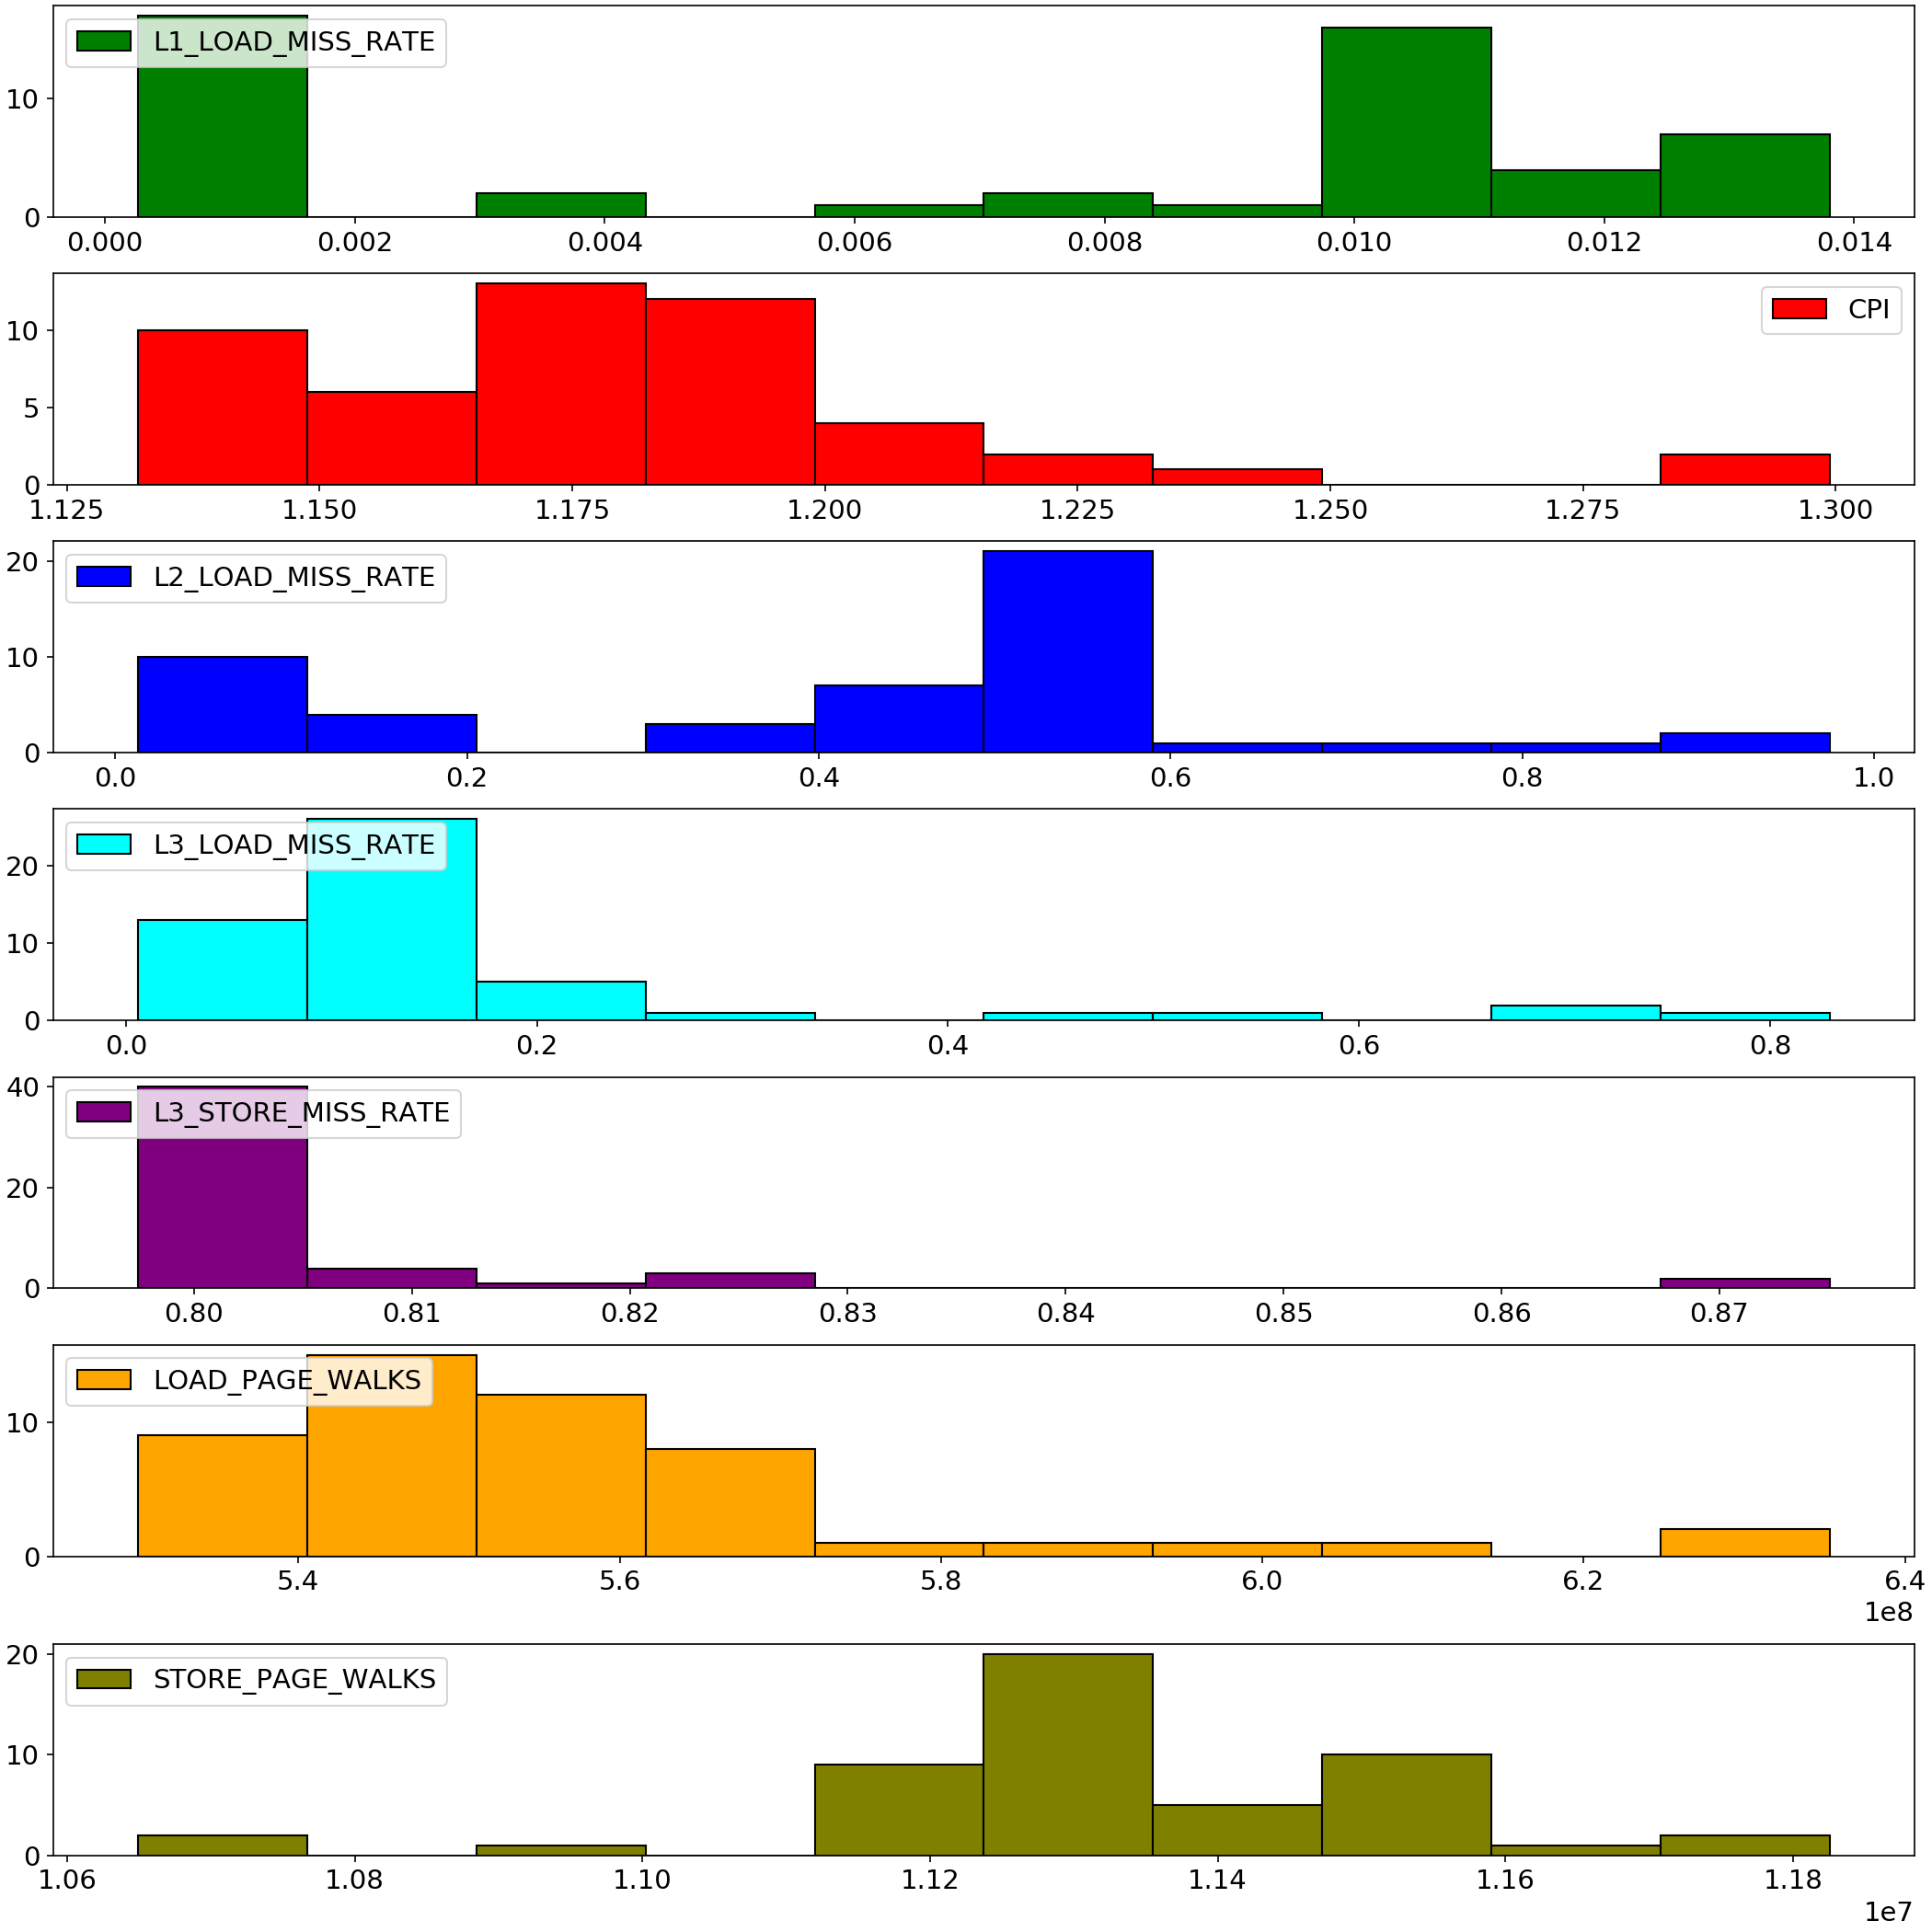 L1_LOAD_MISS_RATE
10
0
0.000 0.002 0.004 0.006 0.008 0.010 0.012 0.014
CPI
10
5
0
1.125 1.150 1.175 1.200 1.225 1.250 1.275 1.300
20
L2_LOAD_MISS_RATE
10
0
0.0 0.2 0.4 0.6 0.8 1.0
L3_LOAD_MISS_RATE
20
10
0
0.0 0.2 0.4 0.6 0.8
40
L3_STORE_MISS_RATE
20
0
0.80 0.81 0.82 0.83 0.84 0.85 0.86 0.87
LOAD_PAGE_WALKS
10
0
5.4 5.6 5.8 6.0 6.2 6.4
1e8
20
STORE_PAGE_WALKS
10
0
1.06 1.08 1.10 1.12 1.14 1.16 1.18
1e7